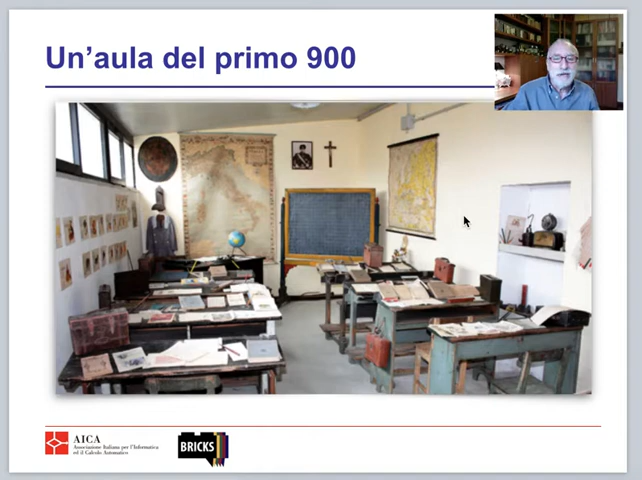 Un'aula del primo 900
AICA
Associazione Italiana per l'Informatica
ed il Calcolo Automatico
BRICKS